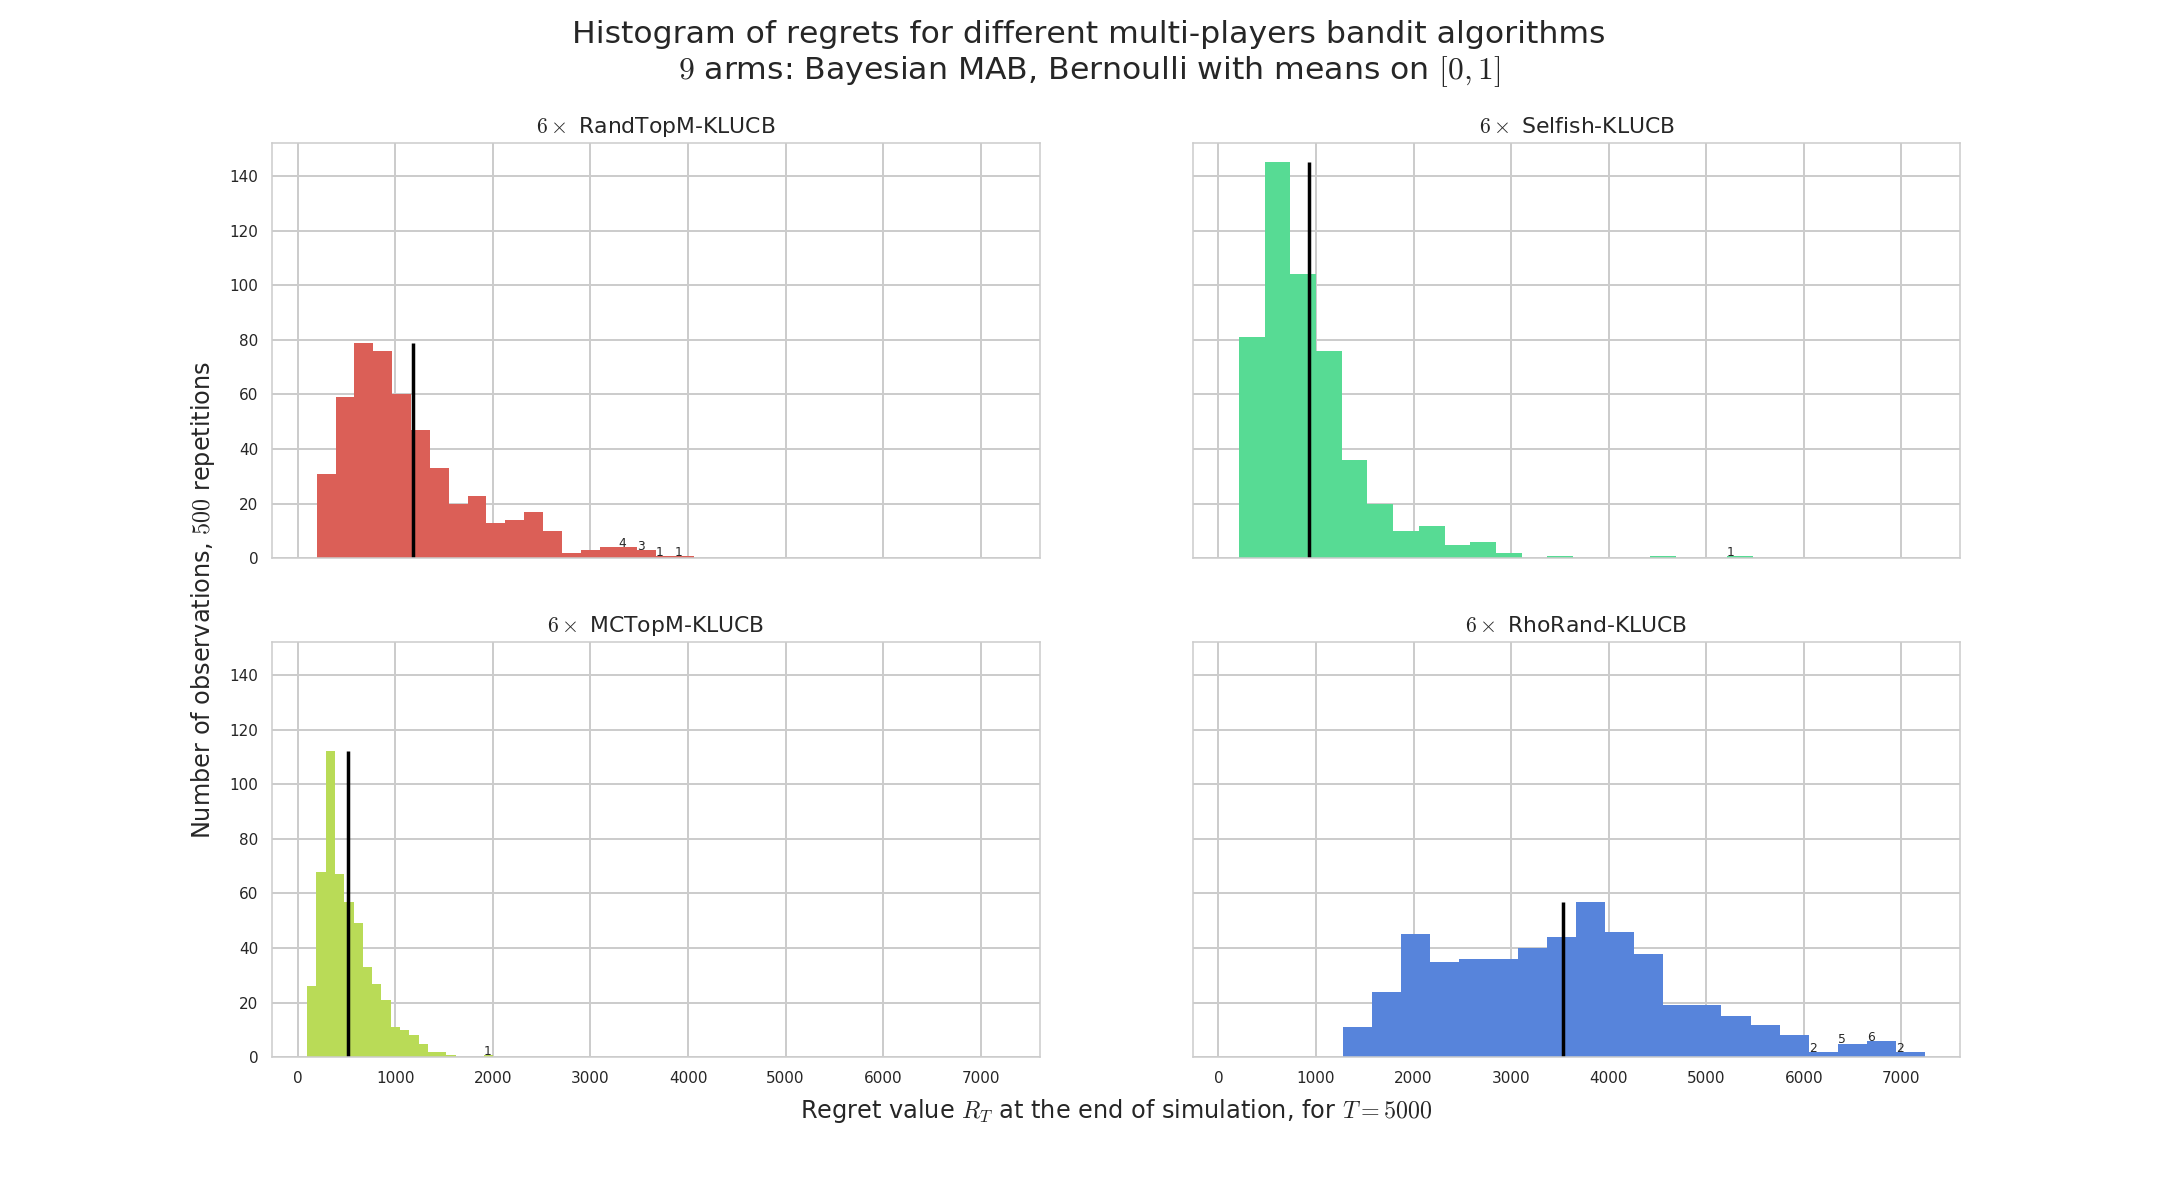 Histogram of regrets for different multi-players bandit algorithms
9 arms: Bayesian MAB, Bernoulli with means on [0, 1]
Number of observations, 500 repetitions
6× RandTopM-KLUCB
140
120
100
80
60
40
20
0
4
3
1
1
6× Selfish-KLUCB
1
6× MCTopM-KLUCB
140
120
100
80
60
40
20
0
1
0 1000 2000 3000 4000 5000 6000 7000
6× RhoRand-KLUCB
2
5
6
2
0 1000 2000 3000 4000 5000 6000 7000
Regret value R_T at the end of simulation, for T = 5000